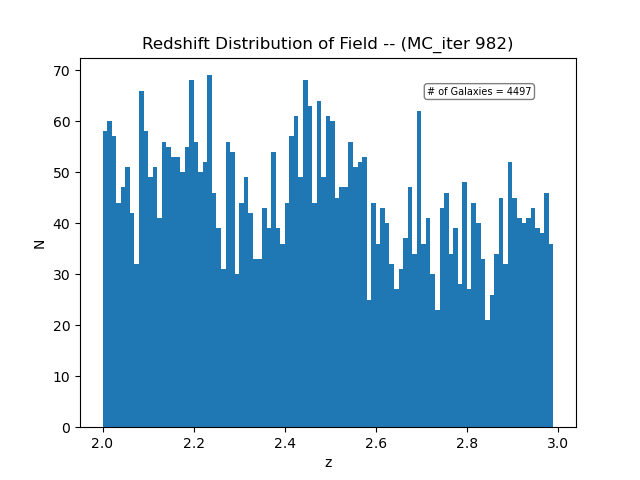 Redshift Distribution of Field -- (MC_iter 982)
# of Galaxies = 4497
70
60
50
40
30
20
10
0
N
2.0 2.2 2.4 2.6 2.8 3.0
z